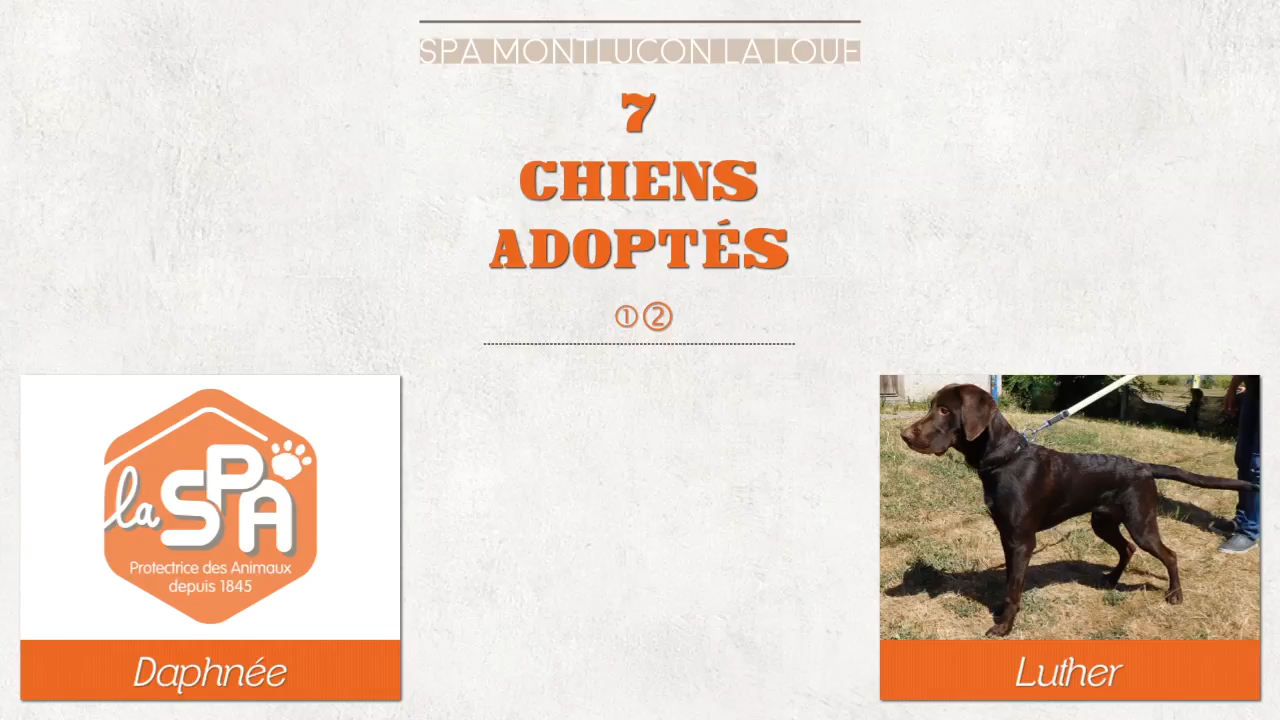 SPA MONTLUCON LA LOUE
7
CHIENS
ADOPTÉS
①②
la SPA
Protectrice des Animaux
depuis 1845
Daphnée
Luther